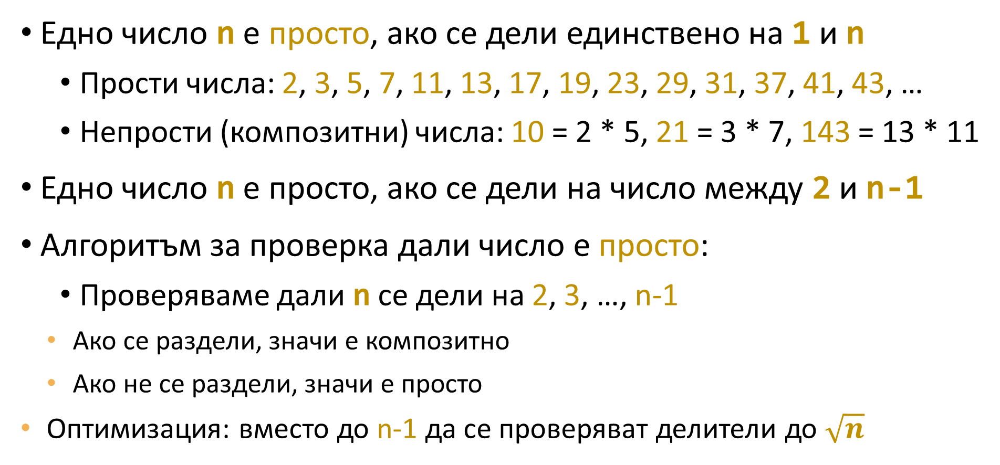 • Едно число n е просто, ако се дели единствено на 1 и n
• Прости числа: 2, 3, 5, 7, 11, 13, 17, 19, 23, 29, 31, 37, 41, 43, …
• Непрости (композитни) числа: 10 = 2 * 5, 21 = 3 * 7, 143 = 13 * 11
• Едно число n е просто, ако се дели на число между 2 и n-1
• Алгоритъм за проверка дали число е просто:
• Проверяваме дали n се дели на 2, 3, …, n-1
• Ако се раздели, значи е композитно
• Ако не се раздели, значи е просто
• Оптимизация: вместо до n-1 да се проверяват делители до √n